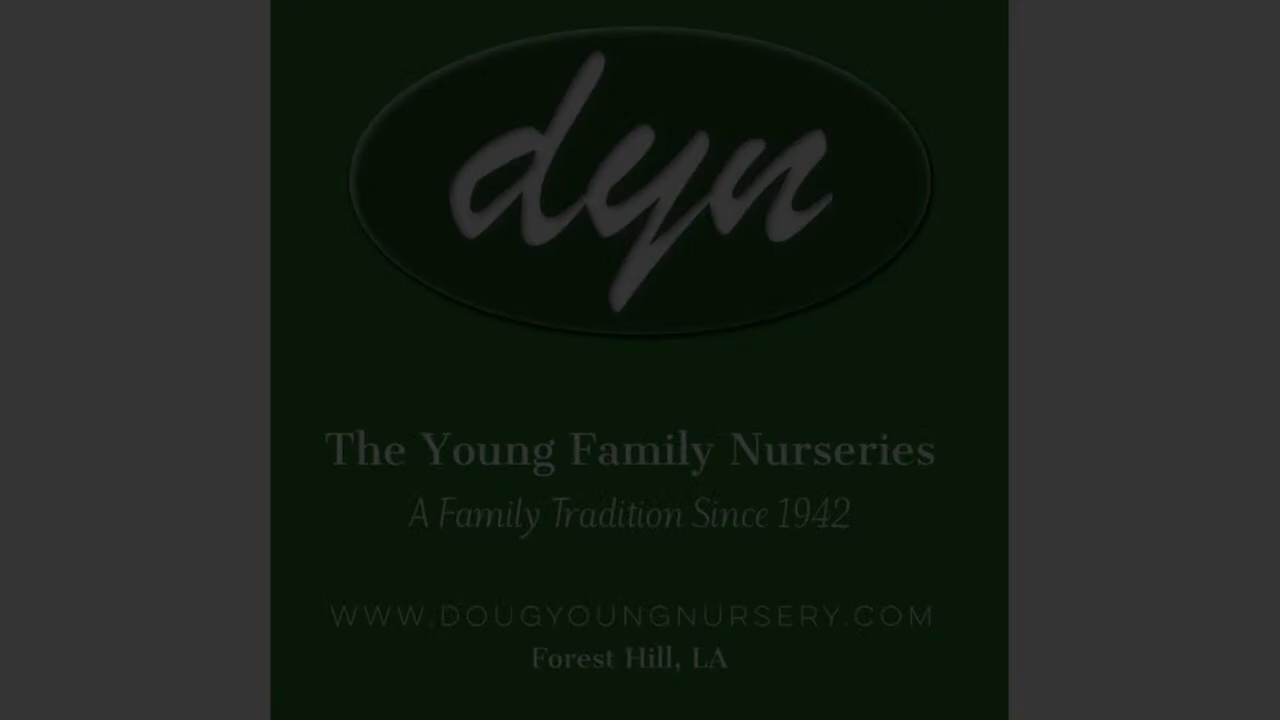 dyn
The Young Family Nurseries
A Family Tradition Since 1942
WWW.DOUGYOUNGNURSERY.COM
Forest Hill, LA